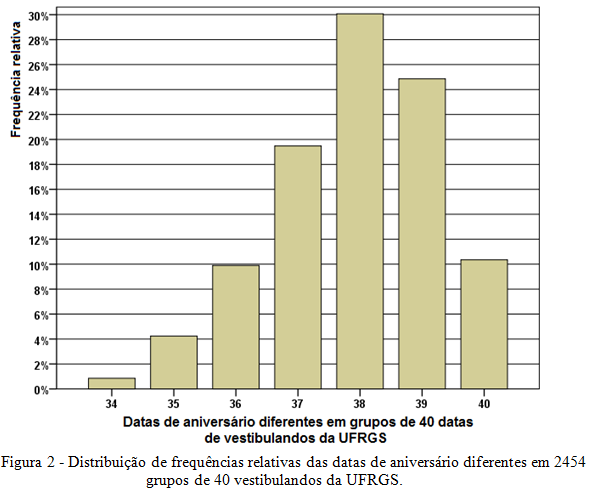 Frequência relativa
30%
28%
26%
24%
22%
20%
18%
16%
14%
12%
10%
8%
6%
4%
2%
0%
34 35 36 37 38 39 40
Datas de aniversário diferentes em grupos de 40 datas
de vestibulandos da UFRGS
Figura 2 - Distribuição de frequências relativas das datas de aniversário diferentes em 2454
grupos de 40 vestibulandos da UFRGS.